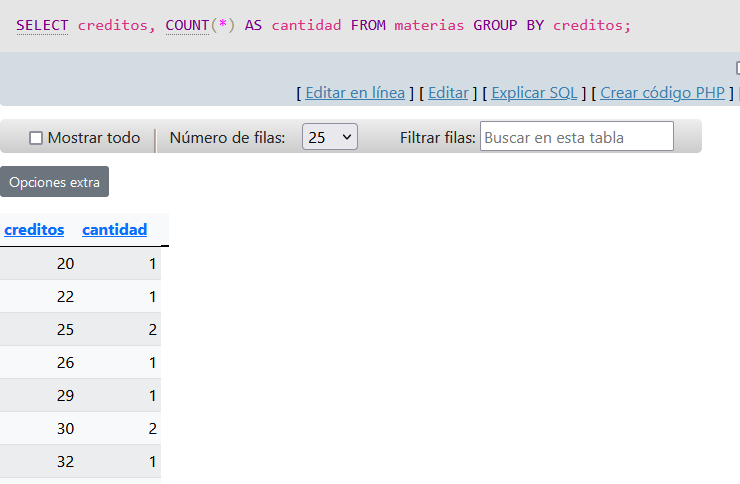 SELECT creditos, COUNT(*) AS cantidad FROM materias GROUP BY creditos;
[ Editar en línea ] [ Editar ] [ Explicar SQL ] [ Crear código PHP ] [
Mostrar todo Número de filas: 25 Filtrar filas: Buscar en esta tabla
Opciones extra
creditos cantidad
20 1
22 1
25 2
26 1
29 1
30 2
32 1